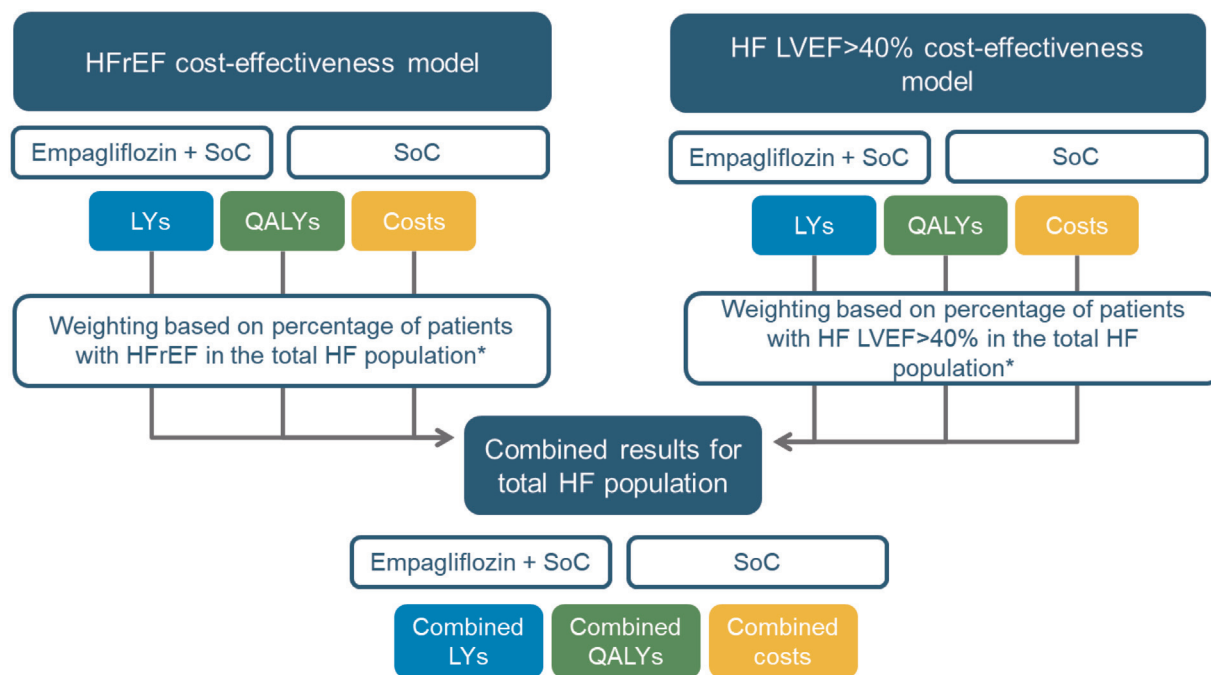 HFrEF cost-effectiveness model
Empagliflozin + SoC
SoC
LYs
QALYs
Costs
Weighting based on percentage of patients
with HFrEF in the total HF population*
HF LVEF>40% cost-effectiveness
model
Empagliflozin + SoC
SoC
LYs
QALYs
Costs
Weighting based on percentage of patients
with HF LVEF>40% in the total HF
population*
Combined results for
total HF population
Empagliflozin + SoC
SoC
Combined
LYs
Combined
QALYs
Combined
costs